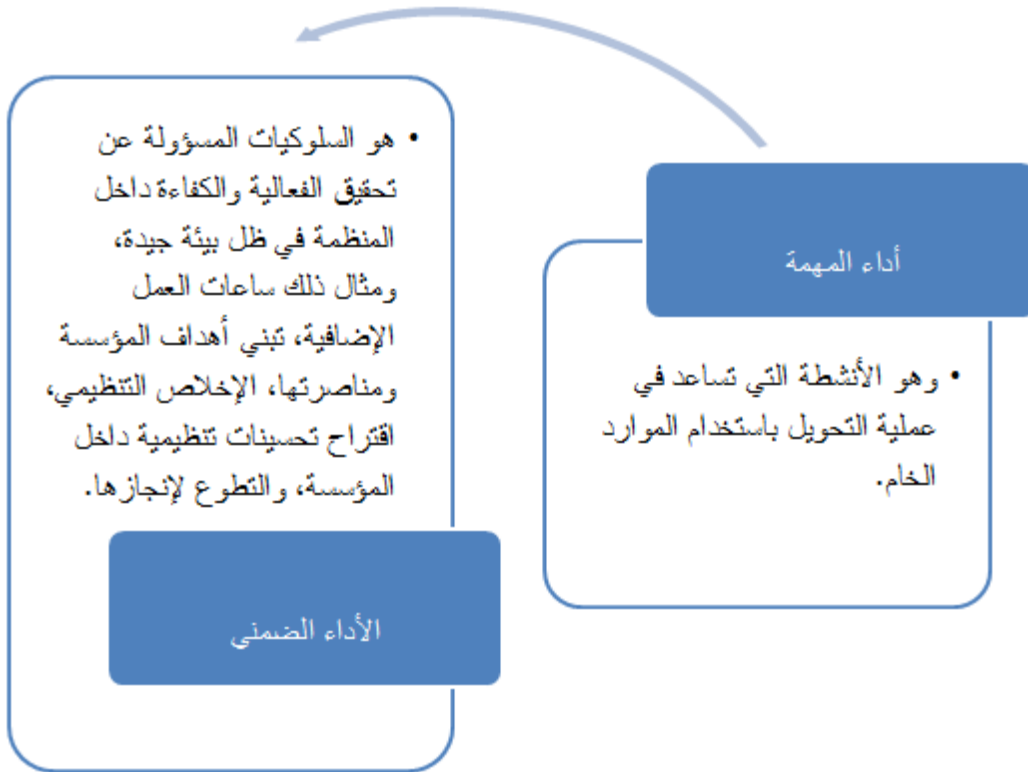 أداء المهمة
• وهو الأنشطة التي تساعد في
عملية التحويل باستخدام الموارد
الخام.
• هو السلوكيات المسؤولة عن
تحقيق الفعالية والكفاءة داخل
المنظمة في ظل بيئة جيدة،
ومثال ذلك ساعات العمل
الإضافية، تبني أهداف المؤسسة
ومناصرتها، الإخلاص التنظيمي،
اقتراح تحسينات تنظيمية داخل
المؤسسة، والتطوع لإنجازها.
الأداء الضمني